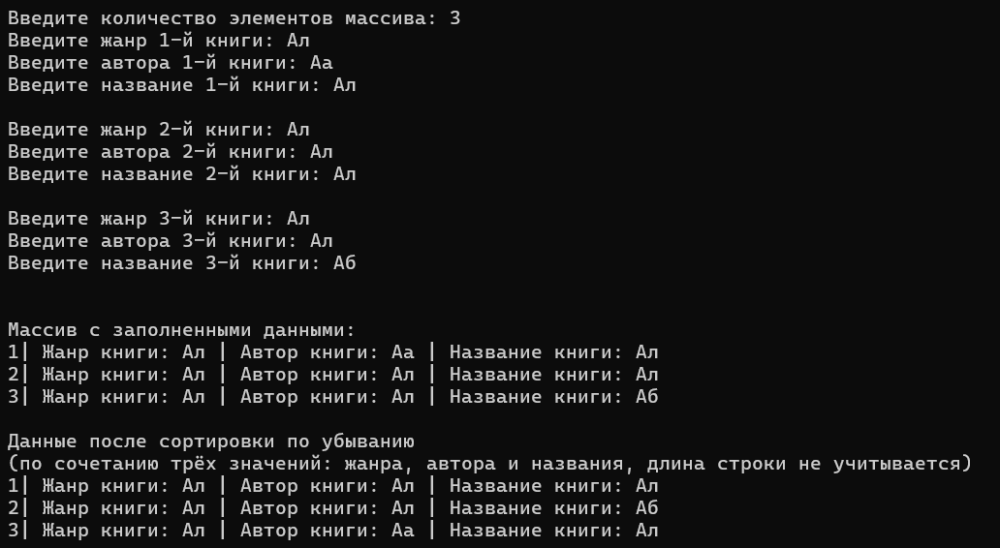 Введите количество элементов массива: 3
Введите жанр 1-й книги: Ал
Введите автора 1-й книги: Аа
Введите название 1-й книги: Ал
Введите жанр 2-й книги: Ал
Введите автора 2-й книги: Ал
Введите название 2-й книги: Ал
Введите жанр 3-й книги: Ал
Введите автора 3-й книги: Ал
Введите название 3-й книги: Аб
Массив с заполненными данными:
1| Жанр книги: Ал | Автор книги: Аа | Название книги: Ал
2| Жанр книги: Ал | Автор книги: Ал | Название книги: Ал
3| Жанр книги: Ал | Автор книги: Ал | Название книги: Аб
Данные после сортировки по убыванию
(по сочетанию трёх значений: жанра, автора и названия, длина строки не учитывается)
1| Жанр книги: Ал | Автор книги: Ал | Название книги: Ал
2| Жанр книги: Ал | Автор книги: Ал | Название книги: Аб
3| Жанр книги: Ал | Автор книги: Аа | Название книги: Ал